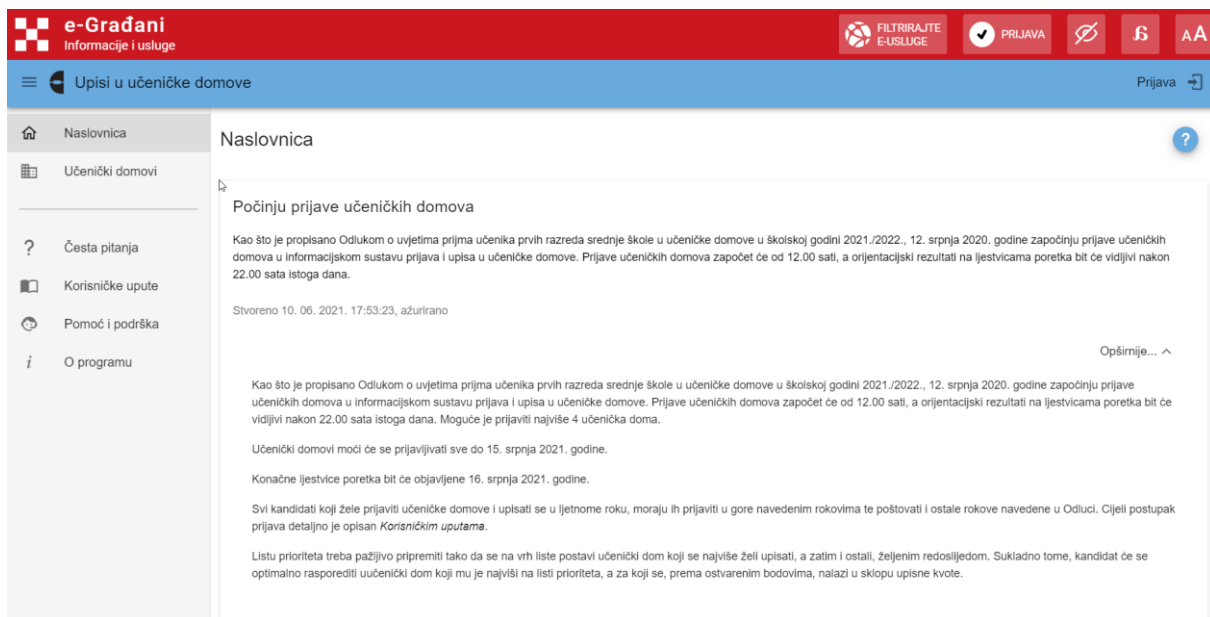 e-Građani
Informacije i usluge
FILTRIRAJTE
E-USLUGE
PRIJAVA
AA
Upisi u učeničke domove
Prijava
Naslovnica
Učenički domovi
Česta pitanja
Korisničke upute
Pomoć i podrška
O programu
Naslovnica
?
Počinju prijave učeničkih domova
Kao što je propisano Odlukom o uvjetima prijma učenika prvih razreda srednje škole u učeničke domove u školskoj godini 2021./2022., 12. srpnja 2020. godine započinju prijave učeničkih
domova u informacijskom sustavu prijava i upisa u učeničke domove. Prijave učeničkih domova započet će od 12.00 sati, a orijentacijski rezultati na ljestvicama poretka bit će vidljivi nakon
22.00 sata istoga dana.
Stvoreno 10. 06. 2021. 17:53:23, ažurirano
Opširnije...
Kao što je propisano Odlukom o uvjetima prijma učenika prvih razreda srednje škole u učeničke domove u školskoj godini 2021./2022., 12. srpnja 2020. godine započinju prijave
učeničkih domova u informacijskom sustavu prijava i upisa u učeničke domove. Prijave učeničkih domova započet će od 12.00 sati, a orijentacijski rezultati na ljestvicama poretka bit će
vidljivi nakon 22.00 sata istoga dana. Moguće je prijaviti najviše 4 učenička doma.
Učenički domovi moći će se prijavljivati sve do 15. srpnja 2021. godine.
Konačne ljestvice poretka bit će objavljene 16. srpnja 2021. godine.
Svi kandidati koji žele prijaviti učeničke domove i upisati se u ljetnome roku, moraju ih prijaviti u gore navedenim rokovima te poštovati i ostale rokove navedene u Odluci. Cijeli postupak
prijava detaljno je opisan Korisničkim uputama.
Listu prioriteta treba pažljivo pripremiti tako da se na vrh liste postavi učenički dom koji se najviše želi upisati, a zatim i ostali, željenim redoslijedom. Sukladno tome, kandidat će se
optimalno rasporediti uučenički dom koji mu je najviši na listi prioriteta, a za koji se, prema ostvarenim bodovima, nalazi u sklopu upisne kvote.